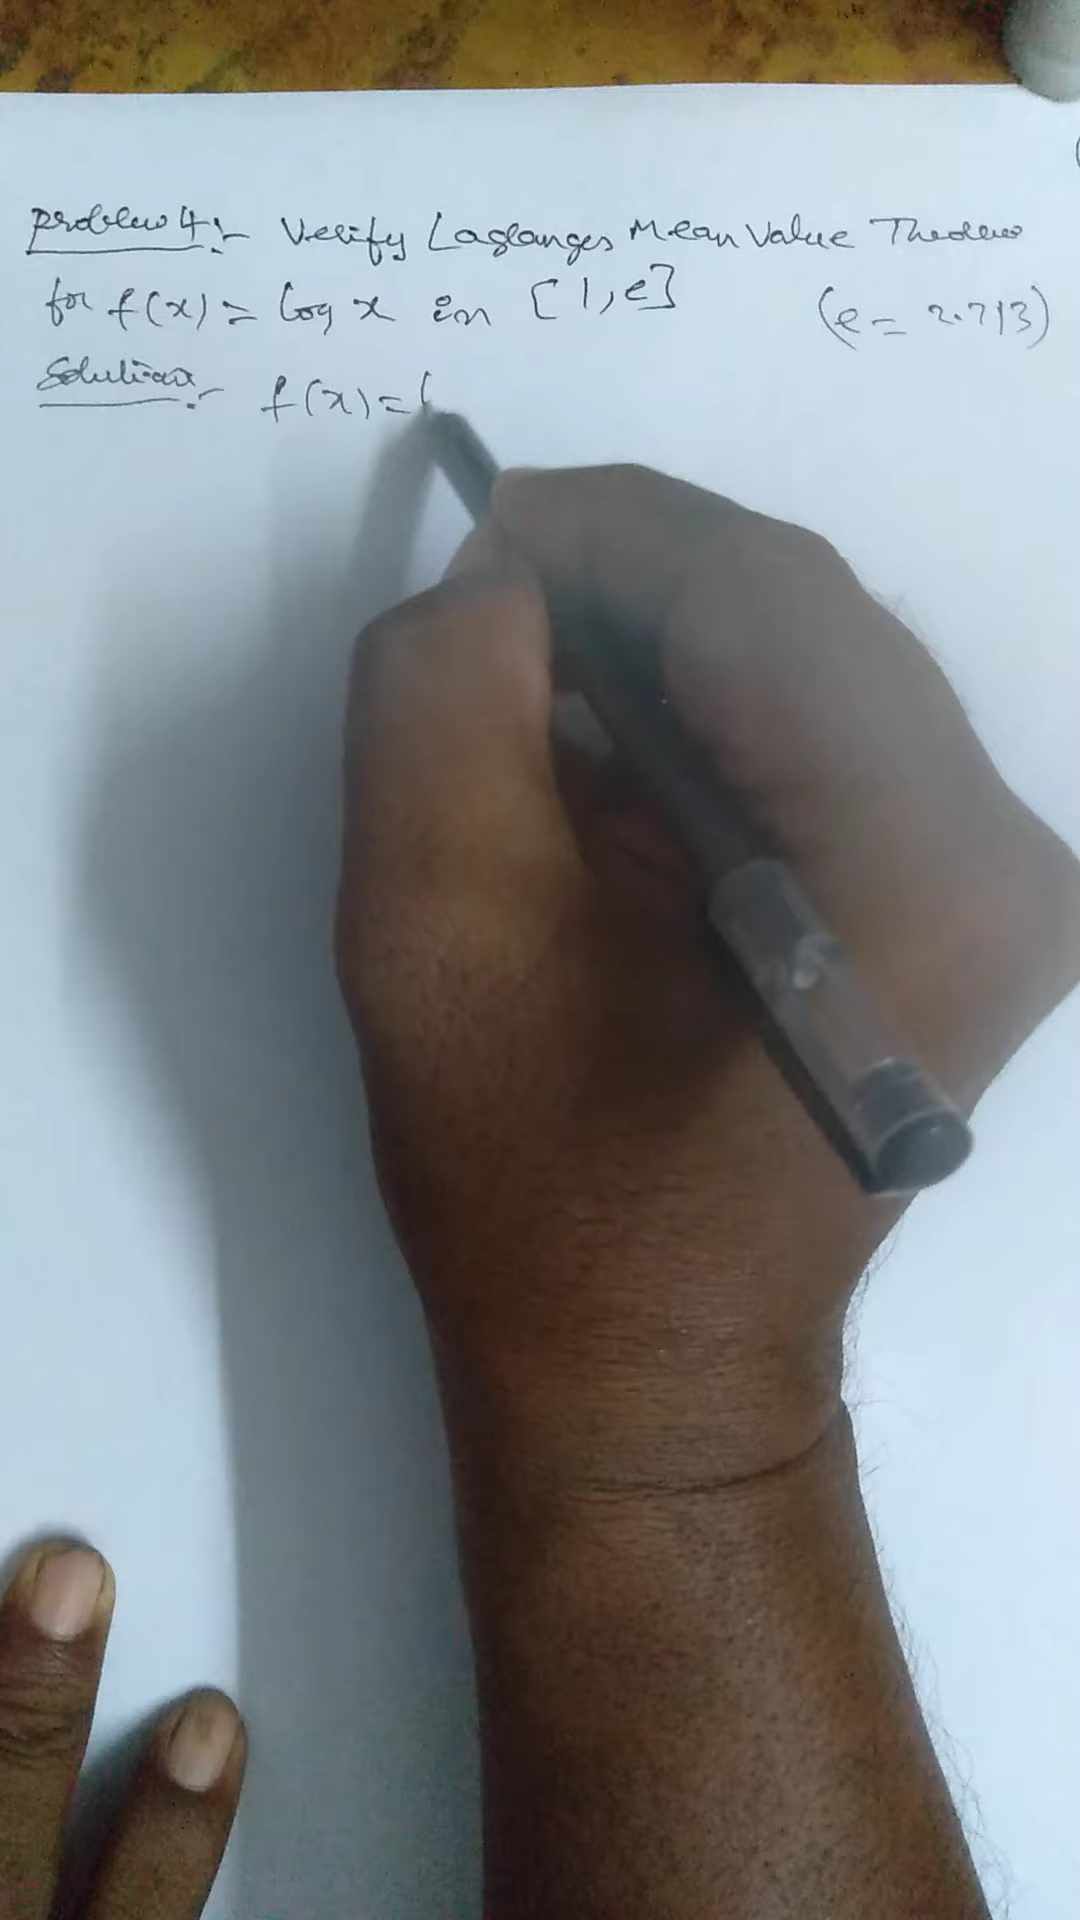 Problem 4:- Verify Lagranges Mean Value Theorem
for f(x) = log x in [1, e] (e = 2.713)
Solution:- f(x) = l